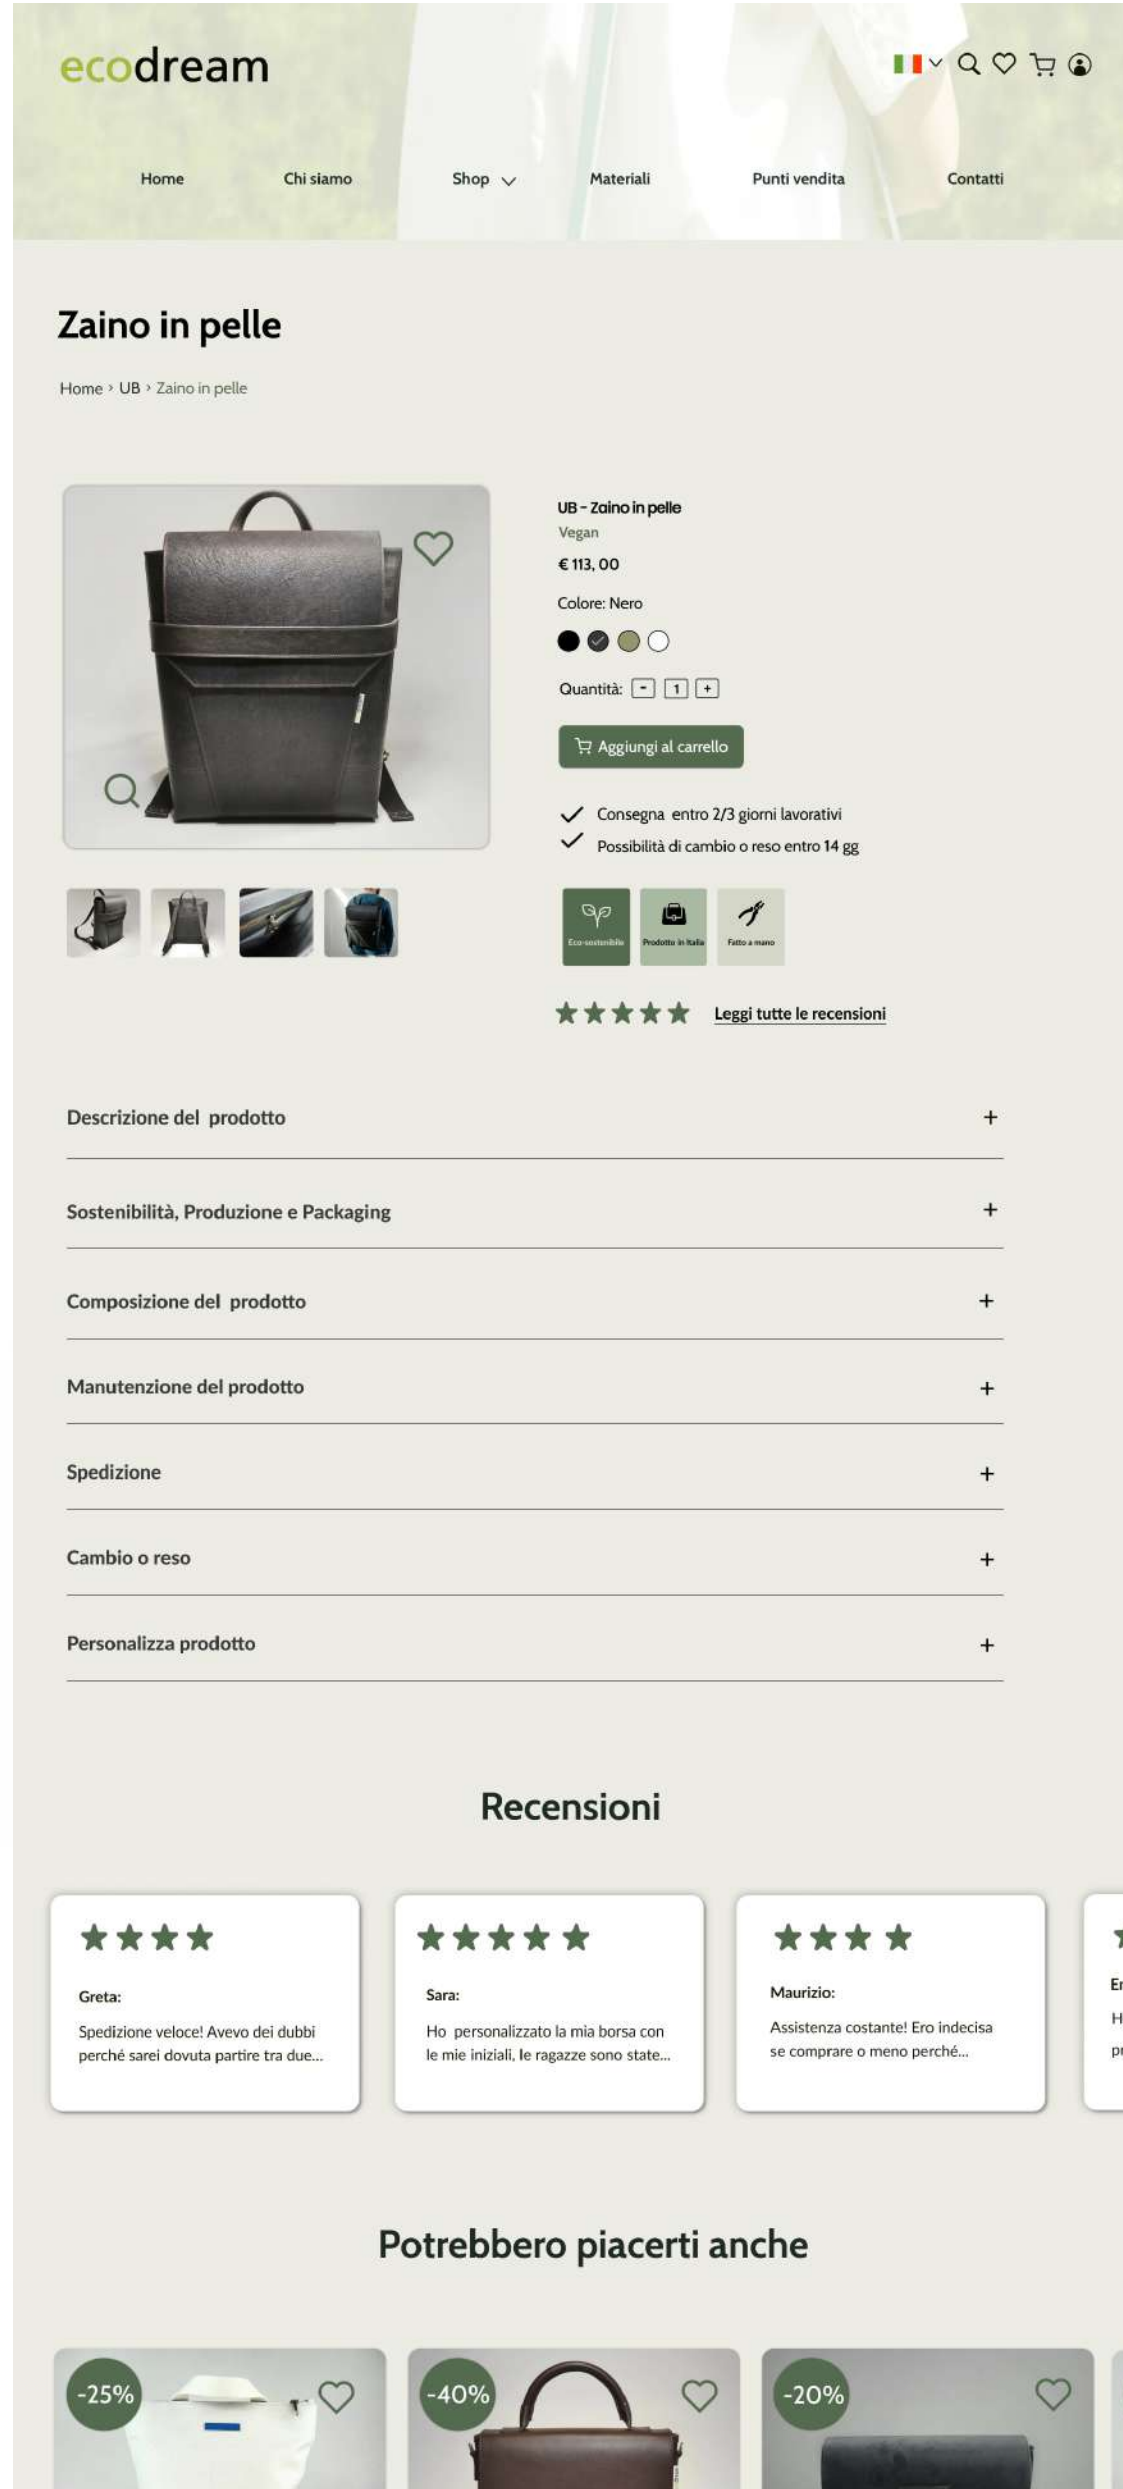 ecodream
Home Chi siamo Shop Materiali Punti vendita Contatti
Zaino in pelle
Home > UB > Zaino in pelle
UB - Zaino in pelle
Vegan
€ 113, 00
Colore: Nero
Quantità: - 1 +
Aggiungi al carrello
Consegna entro 2/3 giorni lavorativi
Possibilità di cambio o reso entro 14 gg
Eco-sostenibile Prodotto in Italia Fatto a mano
Leggi tutte le recensioni
Descrizione del prodotto +
Sostenibilità, Produzione e Packaging +
Composizione del prodotto +
Manutenzione del prodotto +
Spedizione +
Cambio o reso +
Personalizza prodotto +
Recensioni
Greta:
Spedizione veloce! Avevo dei dubbi
perché sarei dovuta partire tra due...
Sara:
Ho personalizzato la mia borsa con
le mie iniziali, le ragazze sono state...
Maurizio:
Assistenza costante! Ero indecisa
se comprare o meno perché...
Potrebbero piacerti anche
-25% -40% -20%